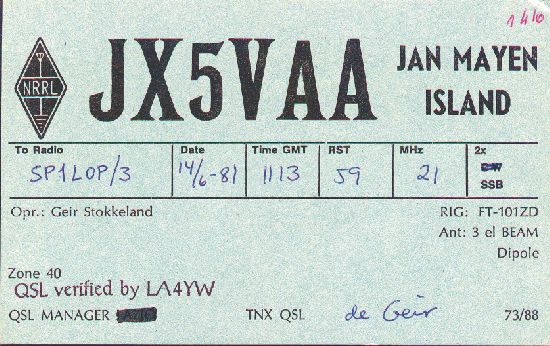 1410
NRRL
JX5VAA
JAN MAYEN
ISLAND
To Radio Date Time GMT RST MHz 2x
SP1LOP/3 14/6-81 1113 59 21 CW
SSB
Opr.: Geir Stokkeland RIG: FT-101ZD
Ant: 3 el BEAM
Dipole
Zone 40
QSL verified by LA4YW
QSL MANAGER TNX QSL de Geir 73/88